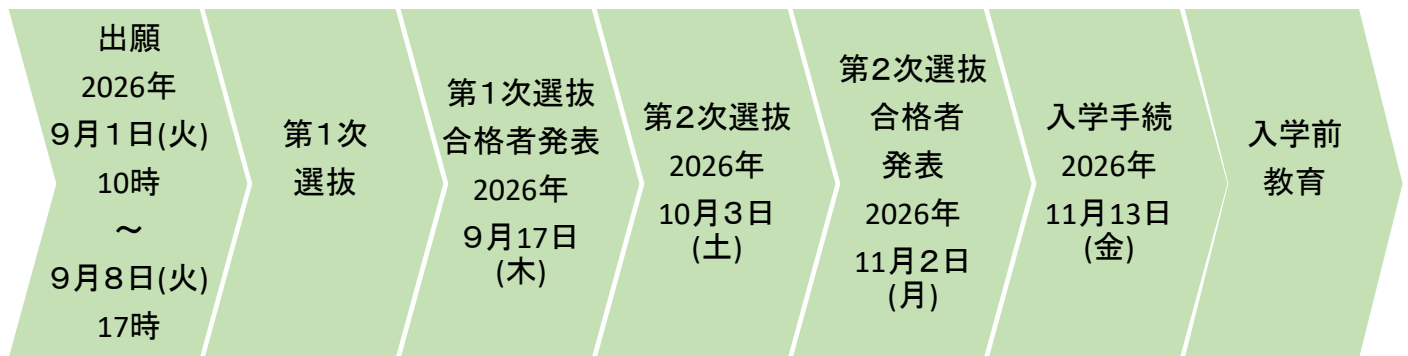 出願
2026年
９月１日(火)
10時
～
９月８日(火)
17時
第１次
選抜
第１次選抜
合格者発表
2026年
９月17日
(木)
第２次選抜
2026年
10月３日
(土)
第２次選抜
合格者
発表
2026年
11月２日
(月)
入学手続
2026年
11月13日
(金)
入学前
教育